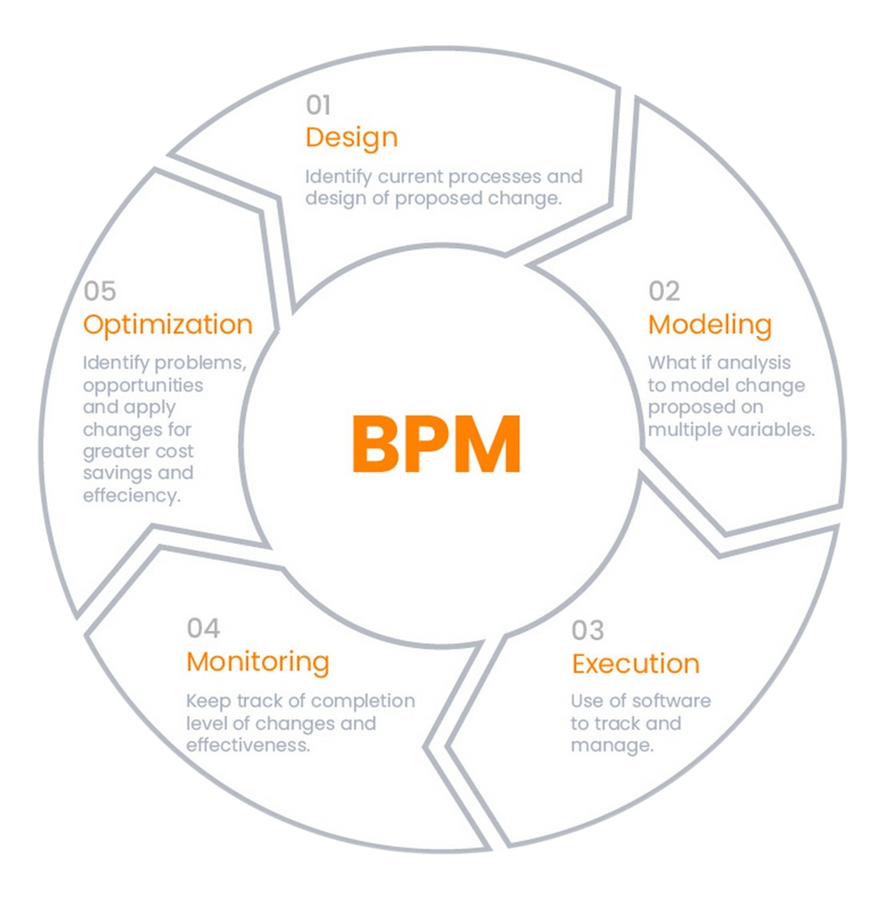 01
Design
Identify current processes and
design of proposed change.
02
Modeling
What if analysis
to model change
proposed on
multiple variables.
03
Execution
Use of software
to track and
manage.
04
Monitoring
Keep track of completion
level of changes and
effectiveness.
05
Optimization
Identify problems,
opportunities
and apply
changes for
greater cost
savings and
effeciency.
BPM